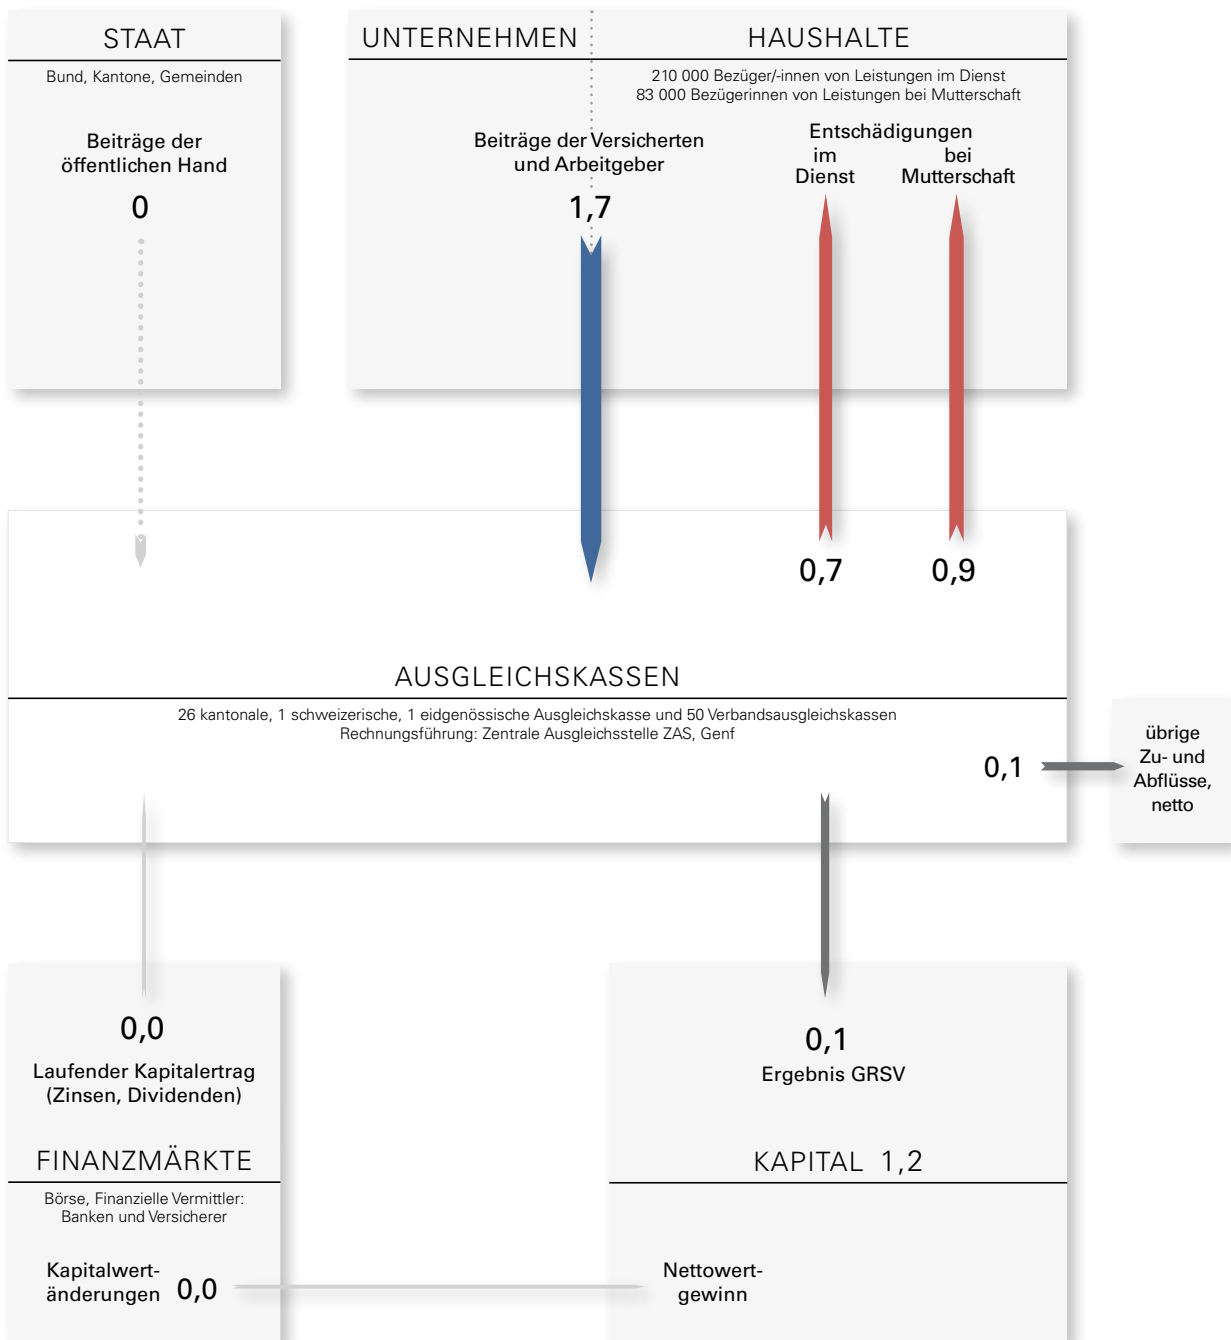 STAAT
Bund, Kantone, Gemeinden
Beiträge der
öffentlichen Hand
0
UNTERNEHMEN
HAUSHALTE
210 000 Bezüger/-innen von Leistungen im Dienst
83 000 Bezügerinnen von Leistungen bei Mutterschaft
Beiträge der Versicherten
und Arbeitgeber
1,7
Entschädigungen
im
Dienst
bei
Mutterschaft
0,7
0,9
AUSGLEICHSKASSEN
26 kantonale, 1 schweizerische, 1 eidgenössische Ausgleichskasse und 50 Verbandsausgleichskassen
Rechnungsführung: Zentrale Ausgleichsstelle ZAS, Genf
0,1
übrige
Zu- und
Abflüsse,
netto
0,0
Laufender Kapitalertrag
(Zinsen, Dividenden)
FINANZMÄRKTE
Börse, Finanzielle Vermittler:
Banken und Versicherer
Kapitalwert-
änderungen 0,0
0,1
Ergebnis GRSV
KAPITAL 1,2
Nettowert-
gewinn